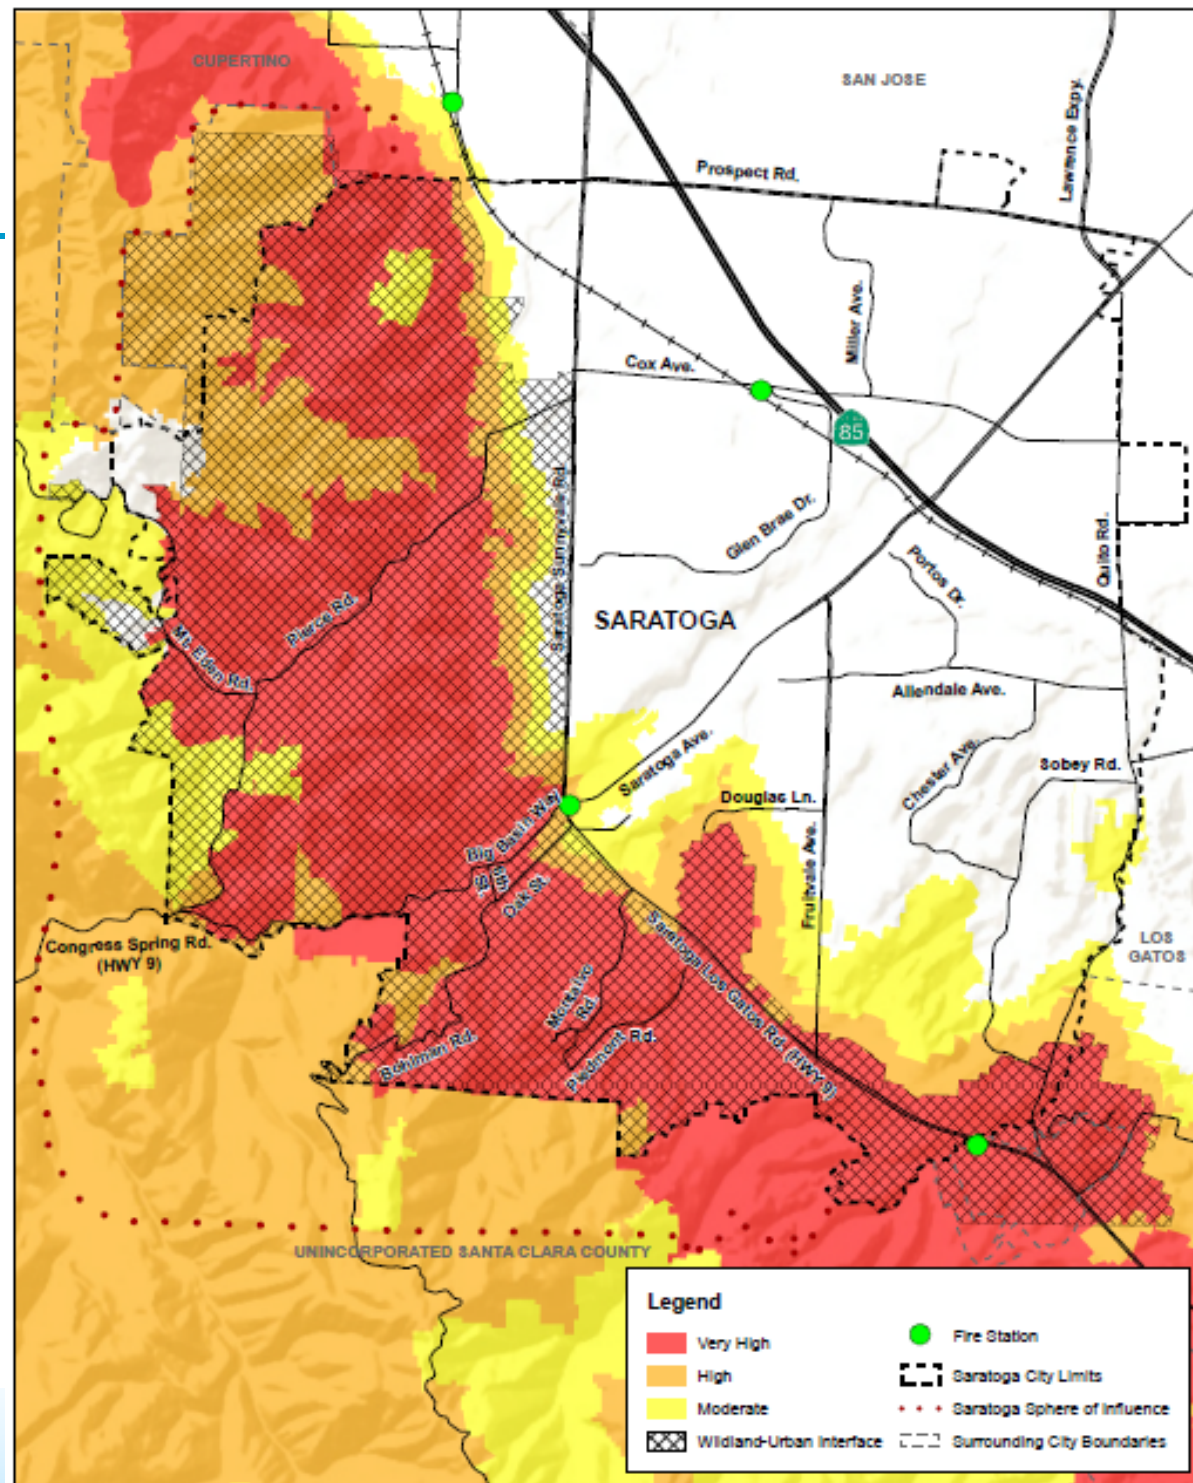 CUPERTINO
SAN JOSE
Lawrence Expy.
Prospect Rd.
Miller Ave.
Cox Ave.
85
Saratoga Sunnyvale Rd.
Glen Brae Dr.
Quito Rd.
Portos Dr.
SARATOGA
Pierce Rd.
Mt. Eden Rd.
Allendale Ave.
Saratoga Ave.
Chester Ave.
Sobey Rd.
Douglas Ln.
Fruitvale Ave.
Big Basin Way
6th
St.
Oak St.
Congress Spring Rd.
(HWY 9)
LOS
GATOS
Saratoga Los Gatos Rd. (HWY 9)
Montalvo
Rd.
Piedmont Rd.
Bohlman Rd.
UNINCORPORATED SANTA CLARA COUNTY
Legend
Very High
High
Moderate
Wildland-Urban Interface
Fire Station
Saratoga City Limits
Saratoga Sphere of Influence
Surrounding City Boundaries